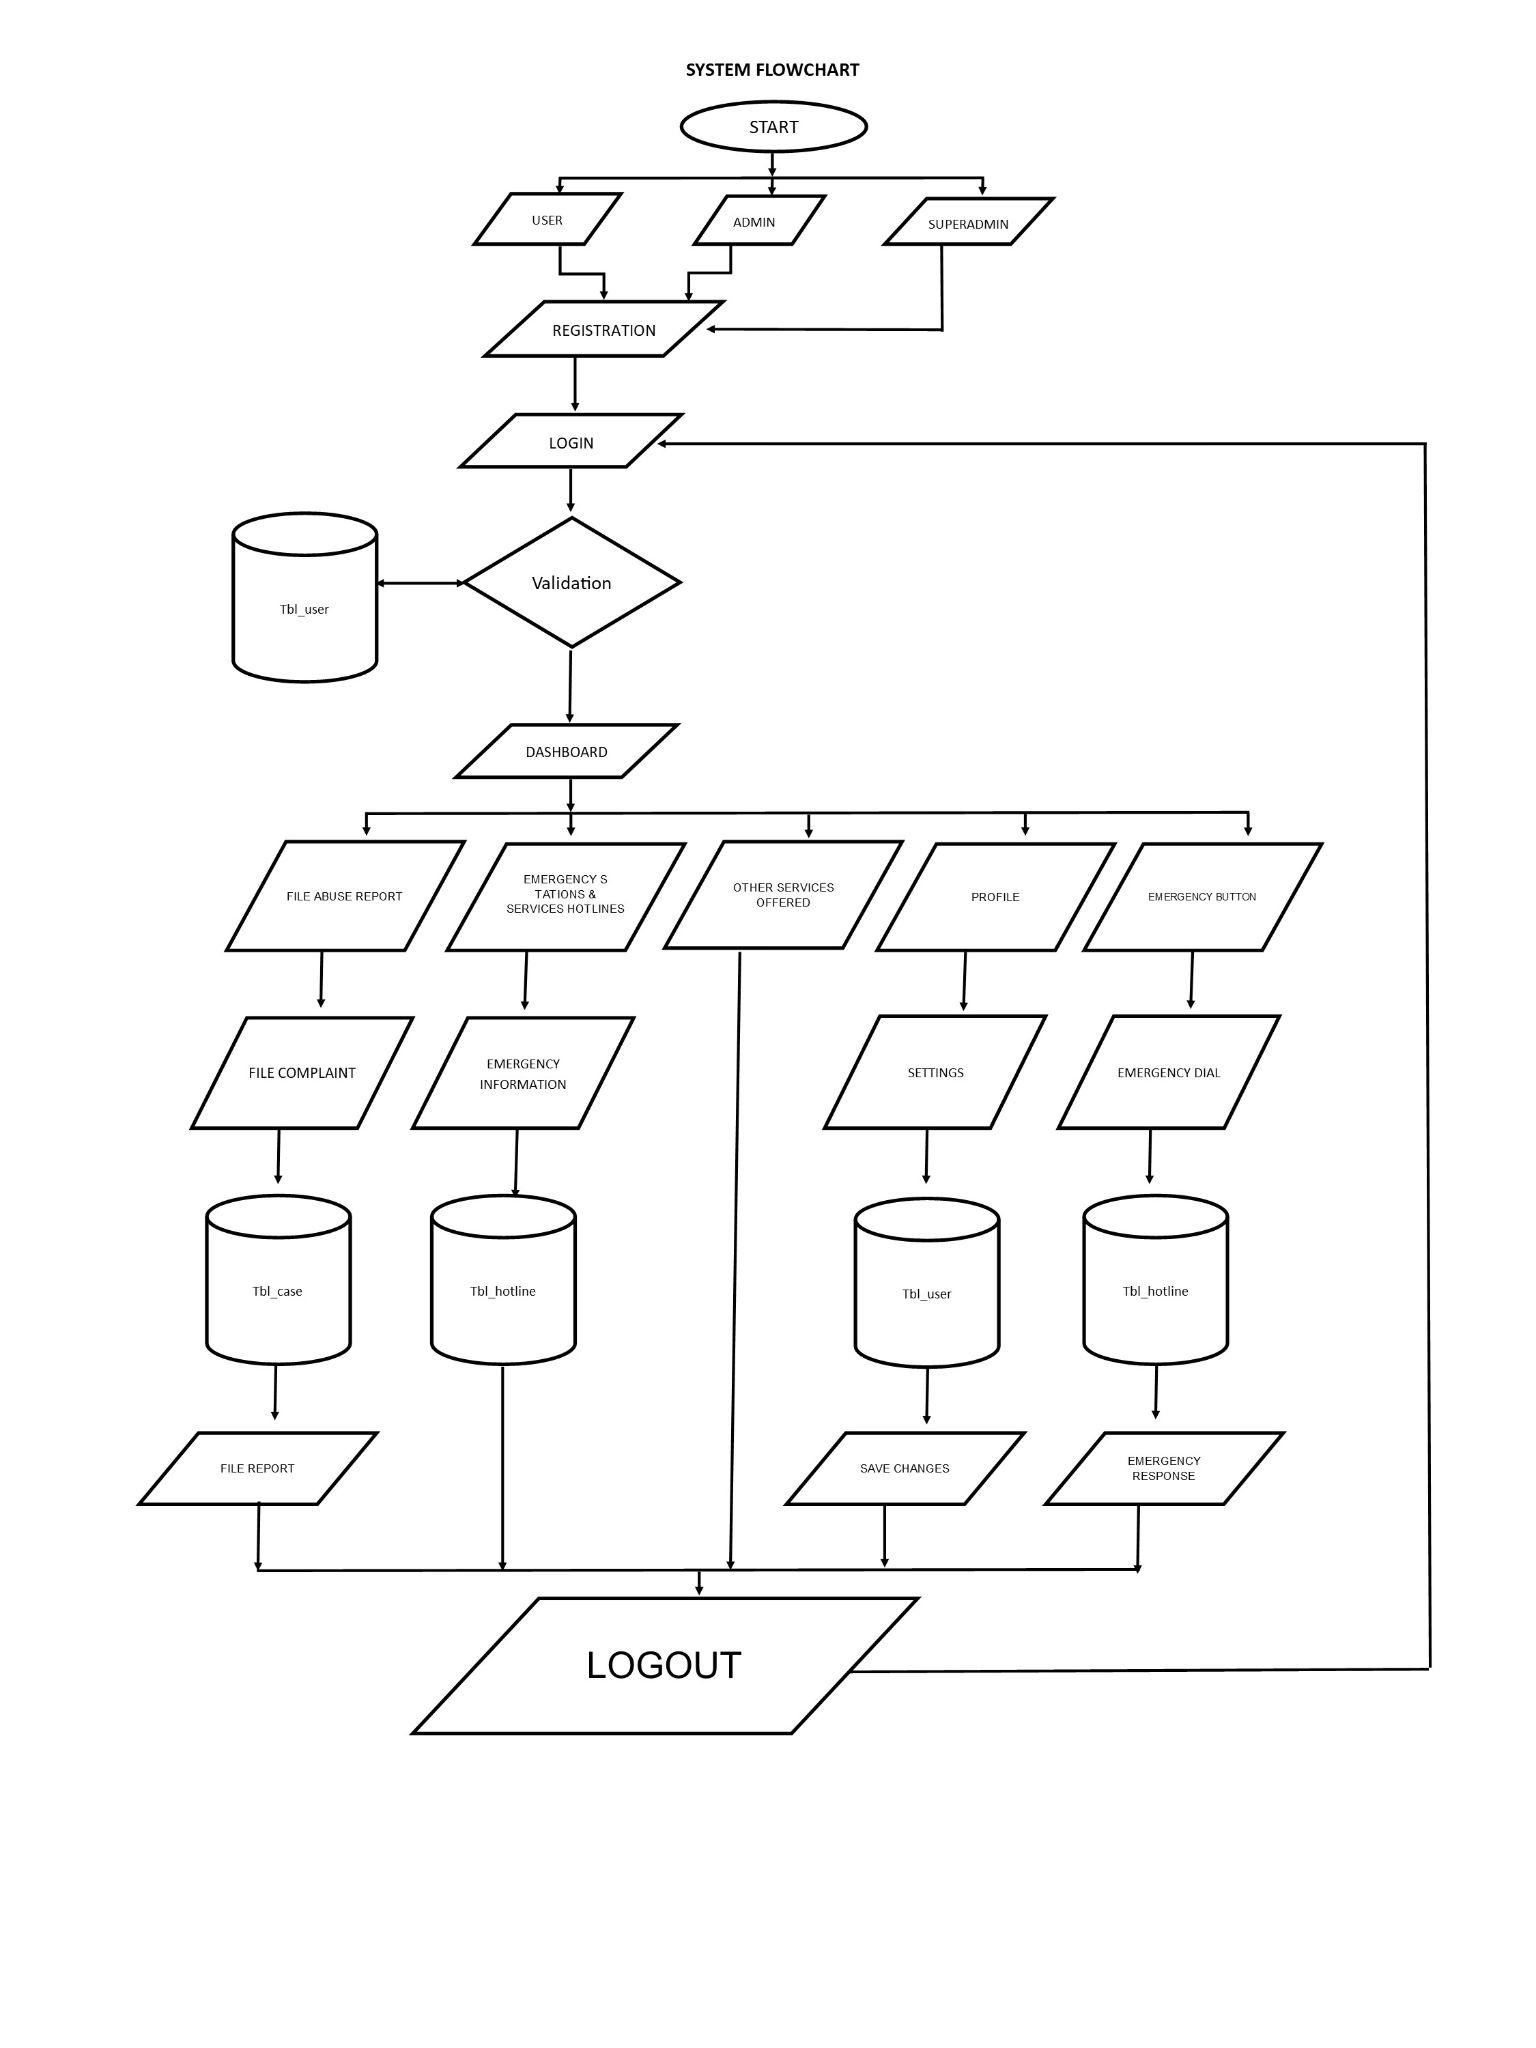 SYSTEM FLOWCHART
START
USER
ADMIN
SUPERADMIN
REGISTRATION
LOGIN
Validation
Tbl_user
DASHBOARD
FILE ABUSE REPORT
EMERGENCY S
TATIONS &
SERVICES HOTLINES
OTHER SERVICES
OFFERED
PROFILE
EMERGENCY BUTTON
FILE COMPLAINT
EMERGENCY
INFORMATION
SETTINGS
EMERGENCY DIAL
Tbl_case
Tbl_hotline
Tbl_user
Tbl_hotline
FILE REPORT
SAVE CHANGES
EMERGENCY
RESPONSE
LOGOUT